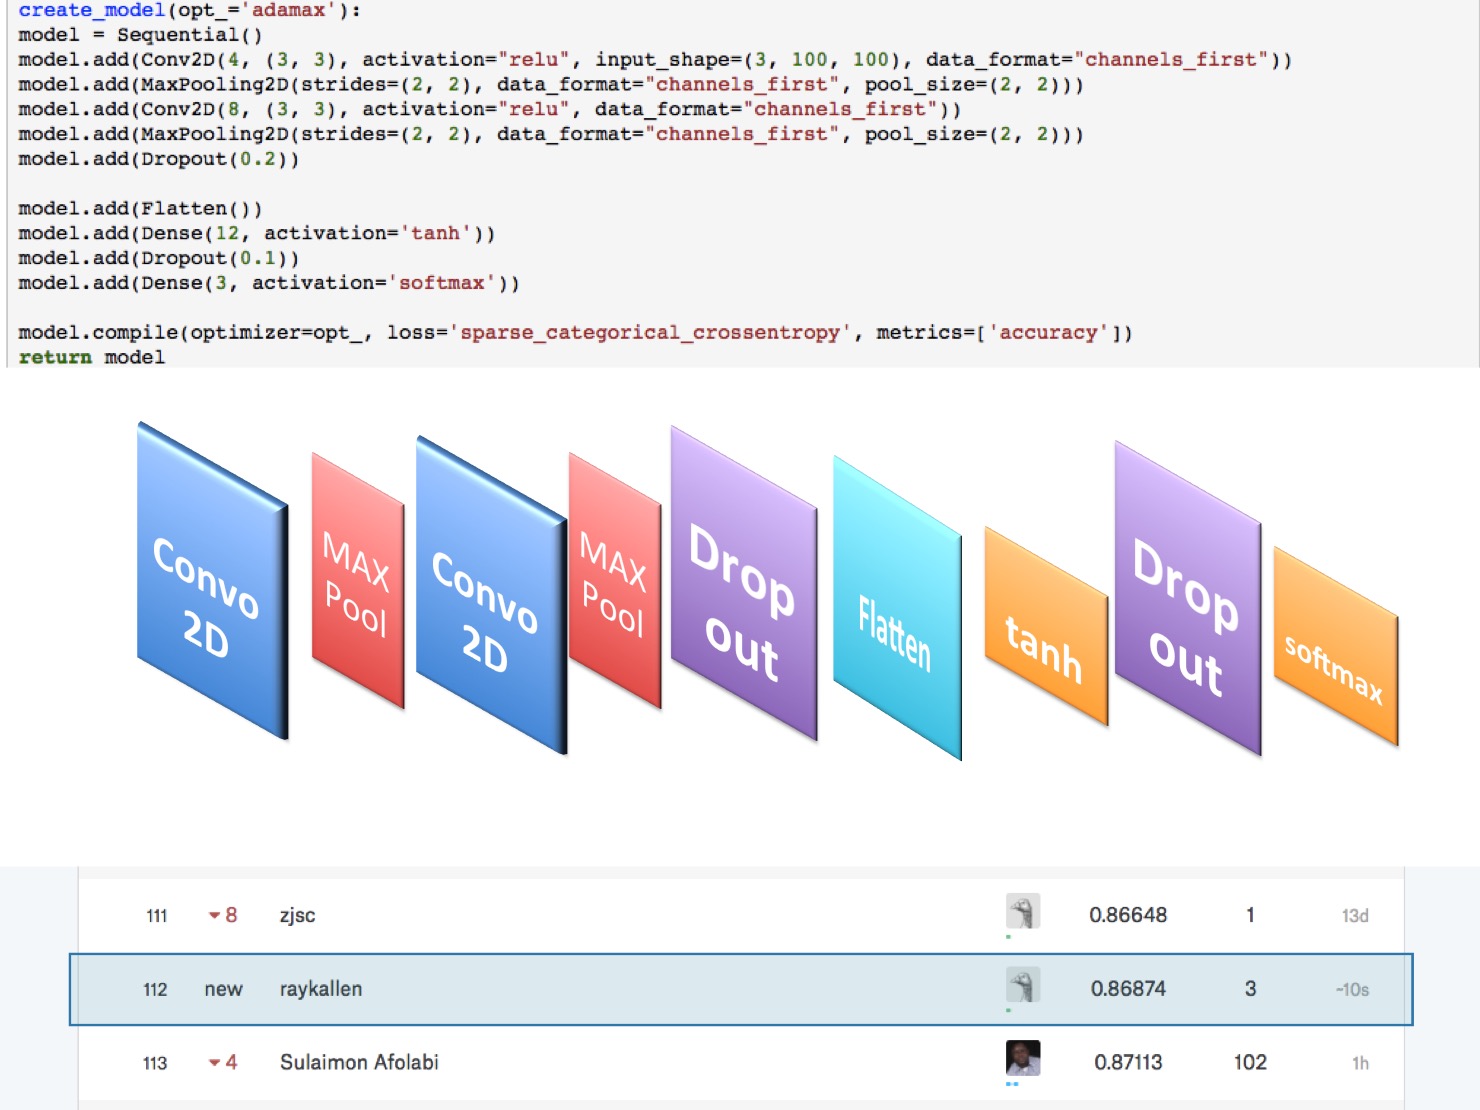 create_model(opt_='adamax'):
model = Sequential()
model.add(Conv2D(4, (3, 3), activation="relu", input_shape=(3, 100, 100), data_format="channels_first"))
model.add(MaxPooling2D(strides=(2, 2), data_format="channels_first", pool_size=(2, 2)))
model.add(Conv2D(8, (3, 3), activation="relu", data_format="channels_first"))
model.add(MaxPooling2D(strides=(2, 2), data_format="channels_first", pool_size=(2, 2)))
model.add(Dropout(0.2))
model.add(Flatten())
model.add(Dense(12, activation='tanh'))
model.add(Dropout(0.1))
model.add(Dense(3, activation='softmax'))
model.compile(optimizer=opt_, loss='sparse_categorical_crossentropy', metrics=['accuracy'])
return model
Convo
2D
MAX
Pool
Convo
2D
MAX
Pool
Drop
out
Flatten
tanh
Drop
out
softmax
111 8 zjsc 0.86648 1 13d
112 new raykallen 0.86874 3 ~10s
113 4 Sulaimon Afolabi 0.87113 102 1h